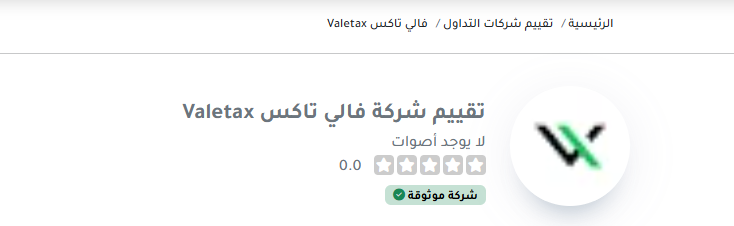 الرئيسية / تقييم شركات التداول / فالي تاكس Valetax
تقييم شركة فالي تاكس Valetax
لا يوجد أصوات
0.0
شركة موثوقة